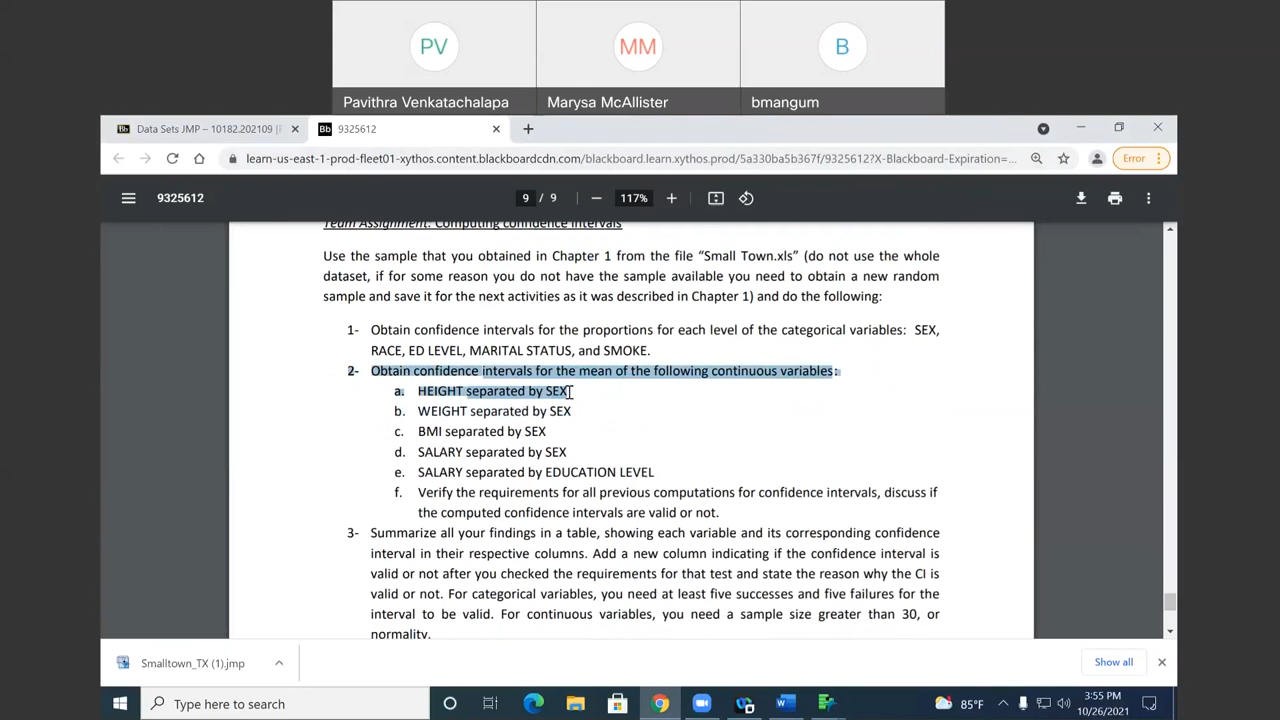 PV
MM
B
Pavithra Venkatachalapa
Marysa McAllister
bmangum
Bb
Data Sets JMP – 10182.202109 |
Bb
9325612
learn-us-east-1-prod-fleet01-xythos.content.blackboardcdn.com/blackboard.learn.xythos.prod/5a330ba5b367f/9325612?X-Blackboard-Expiration=...
Error
9325612
9 / 9
117%
Team Assignment: Computing confidence intervals
Use the sample that you obtained in Chapter 1 from the file “Small Town.xls” (do not use the whole
dataset, if for some reason you do not have the sample available you need to obtain a new random
sample and save it for the next activities as it was described in Chapter 1) and do the following:
1- Obtain confidence intervals for the proportions for each level of the categorical variables: SEX,
RACE, ED LEVEL, MARITAL STATUS, and SMOKE.
2- Obtain confidence intervals for the mean of the following continuous variables:
a. HEIGHT separated by SEX
b. WEIGHT separated by SEX
c. BMI separated by SEX
d. SALARY separated by SEX
e. SALARY separated by EDUCATION LEVEL
f. Verify the requirements for all previous computations for confidence intervals, discuss if
the computed confidence intervals are valid or not.
3- Summarize all your findings in a table, showing each variable and its corresponding confidence
interval in their respective columns. Add a new column indicating if the confidence interval is
valid or not after you checked the requirements for that test and state the reason why the CI is
valid or not. For categorical variables, you need at least five successes and five failures for the
interval to be valid. For continuous variables, you need a sample size greater than 30, or
normality.
Smalltown_TX (1).jmp
Show all
Type here to search
85°F
3:55 PM
10/26/2021